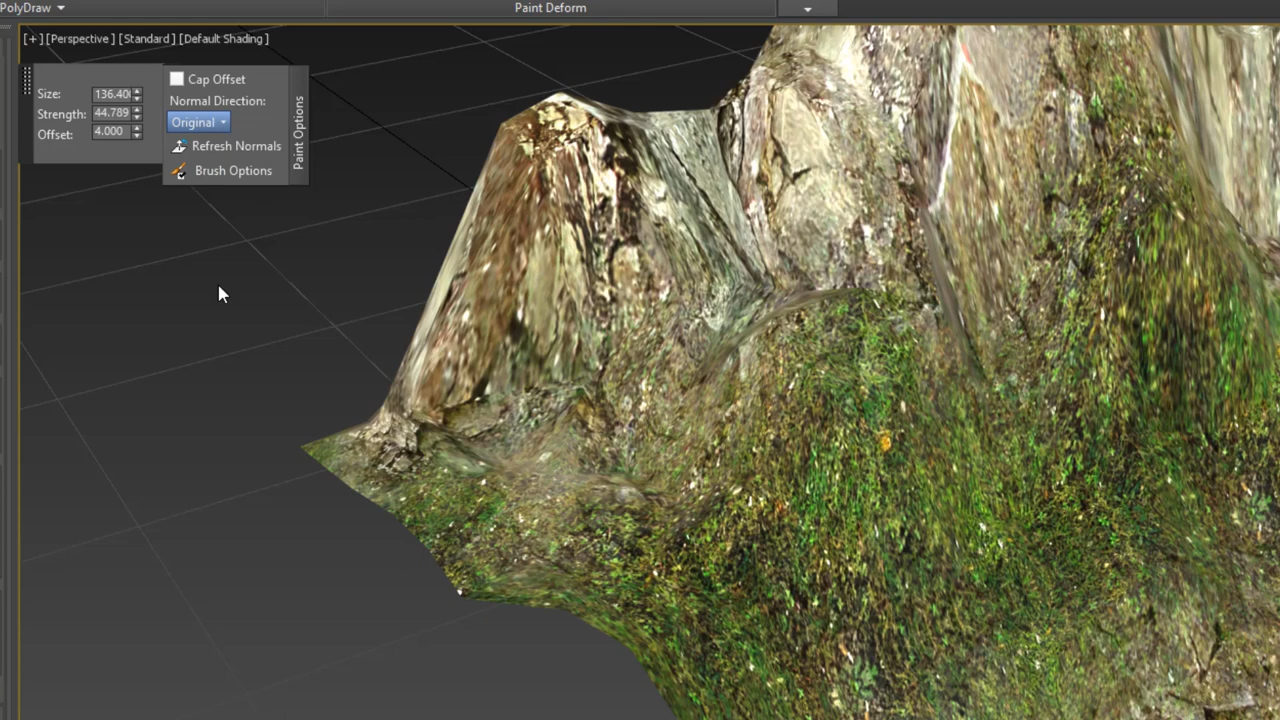 PolyDraw
Paint Deform
[+] [Perspective] [Standard] [Default Shading]
Size: 136.40
Strength: 44.789
Offset: 4.000
Cap Offset
Normal Direction:
Original
Refresh Normals
Brush Options
Paint Options